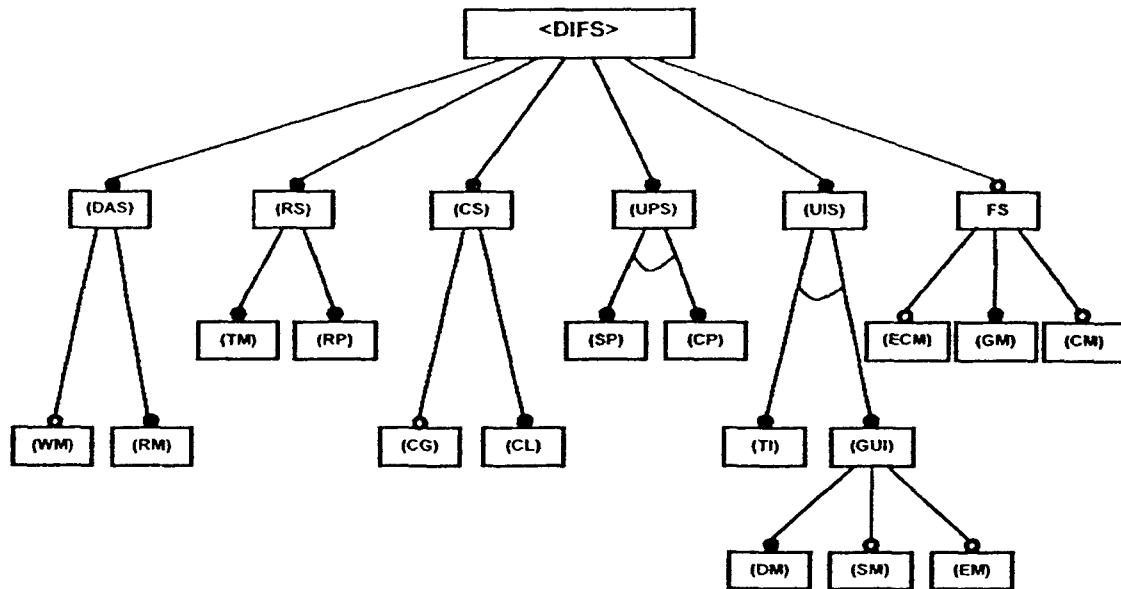 <DIFS>
(DAS) (RS) (CS) (UPS) (UIS) FS
(TM) (RP) (SP) (CP) (ECM) (GM) (CM)
(WM) (RM) (CG) (CL) (TI) (GUI)
(DM) (SM) (EM)